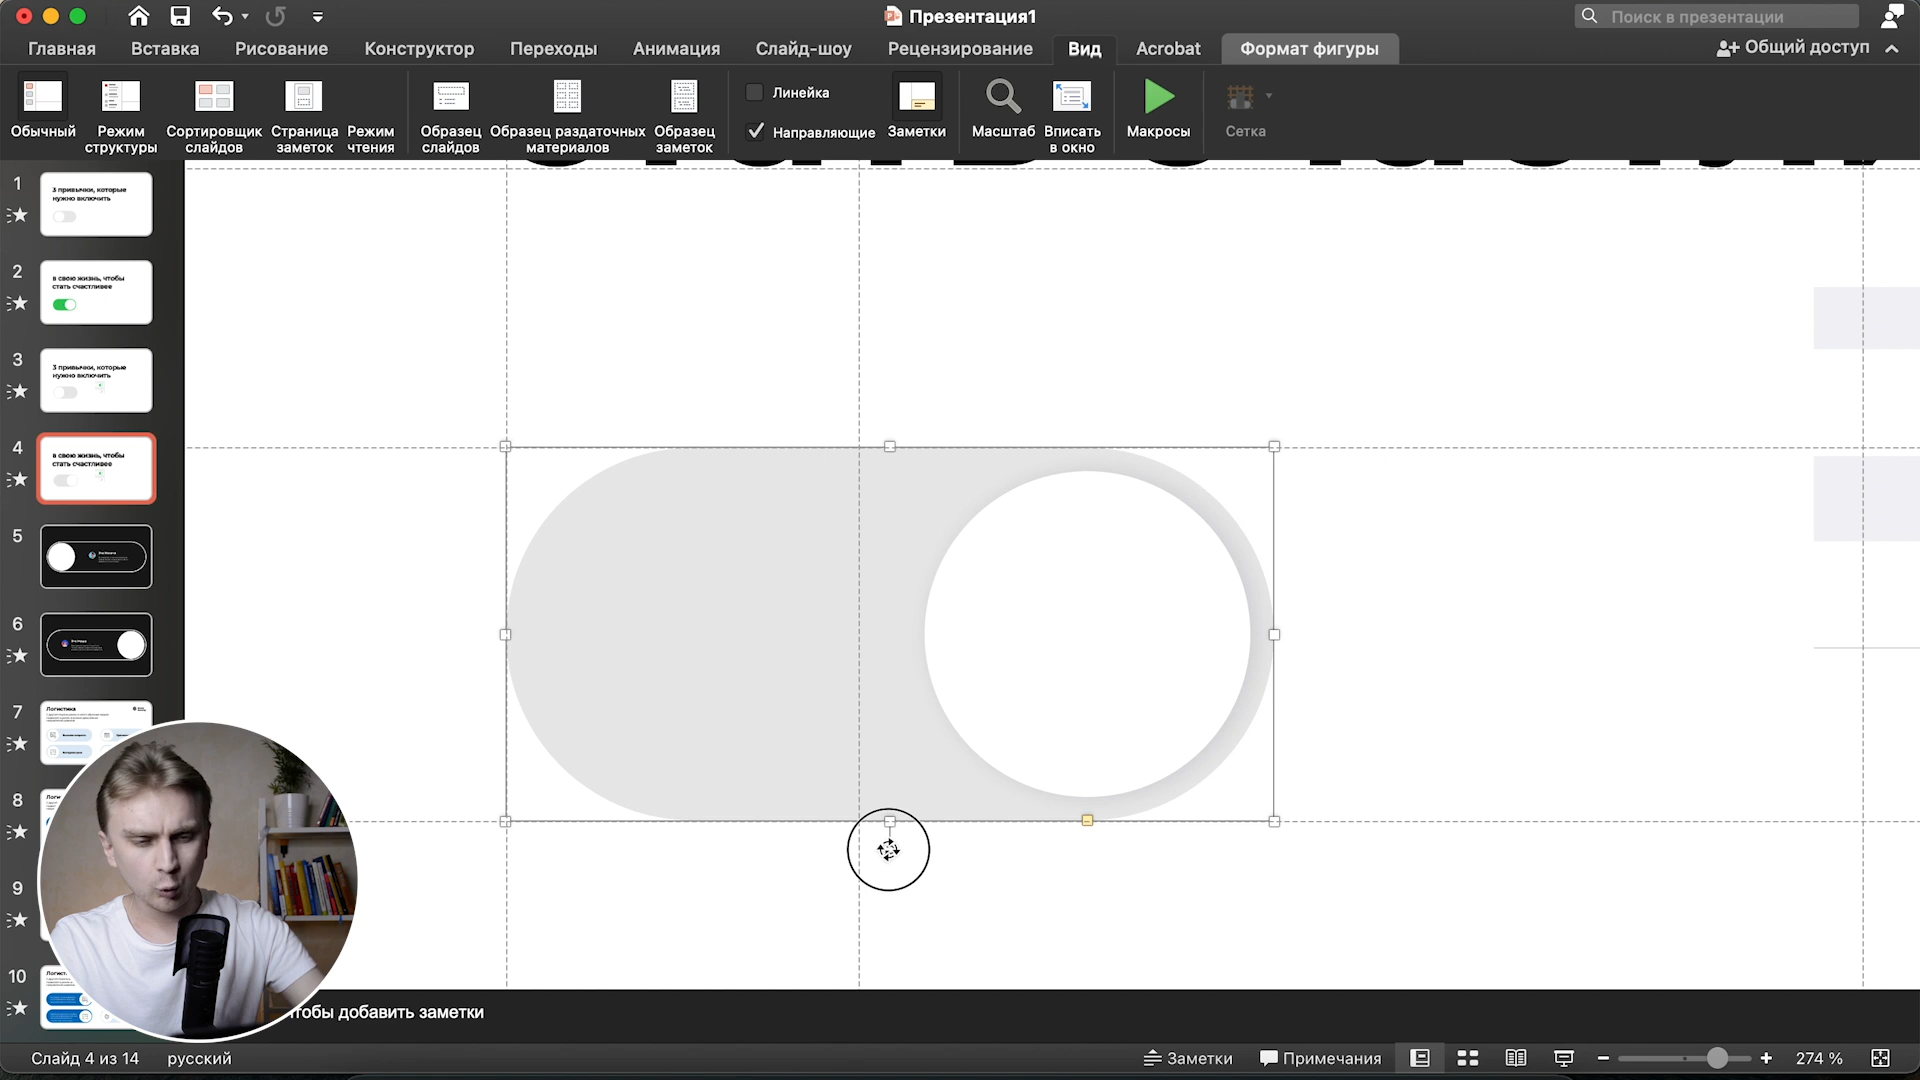 Презентация1
Поиск в презентации
Главная
Вставка
Рисование
Конструктор
Переходы
Анимация
Слайд-шоу
Рецензирование
Вид
Acrobat
Формат фигуры
Общий доступ
Обычный
Режим
структуры
Сортировщик
слайдов
Страница
заметок
Режим
чтения
Образец
слайдов
Образец раздаточных
материалов
Образец
заметок
Линейка
Направляющие
Заметки
Масштаб
Вписать
в окно
Макросы
Сетка
1
3 привычки, которые
нужно включить
2
в свою жизнь, чтобы
стать счастливее
3
3 привычки, которые
нужно включить
4
в свою жизнь, чтобы
стать счастливее
5
6
7
Логистика
8
9
10
чтобы добавить заметки
Слайд 4 из 14
русский
Заметки
Примечания
274 %